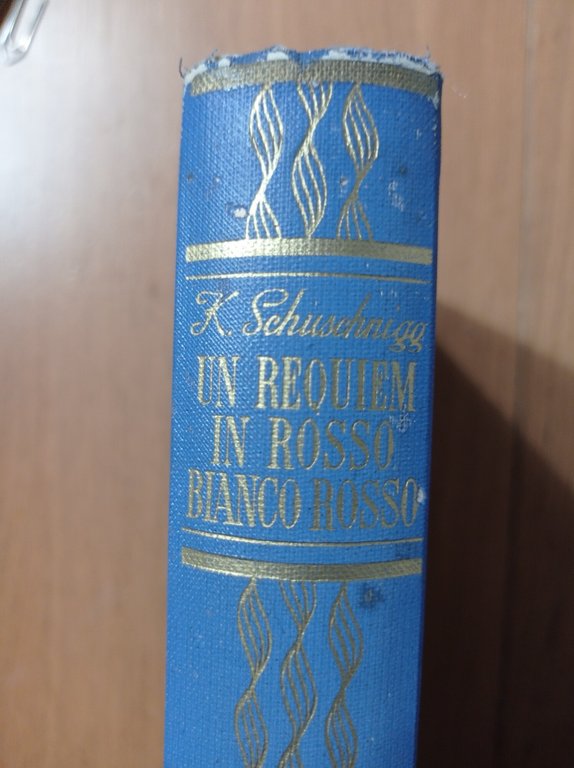 K. Schuschnigg
UN REQUIEM
IN ROSSO
BIANCO ROSSO